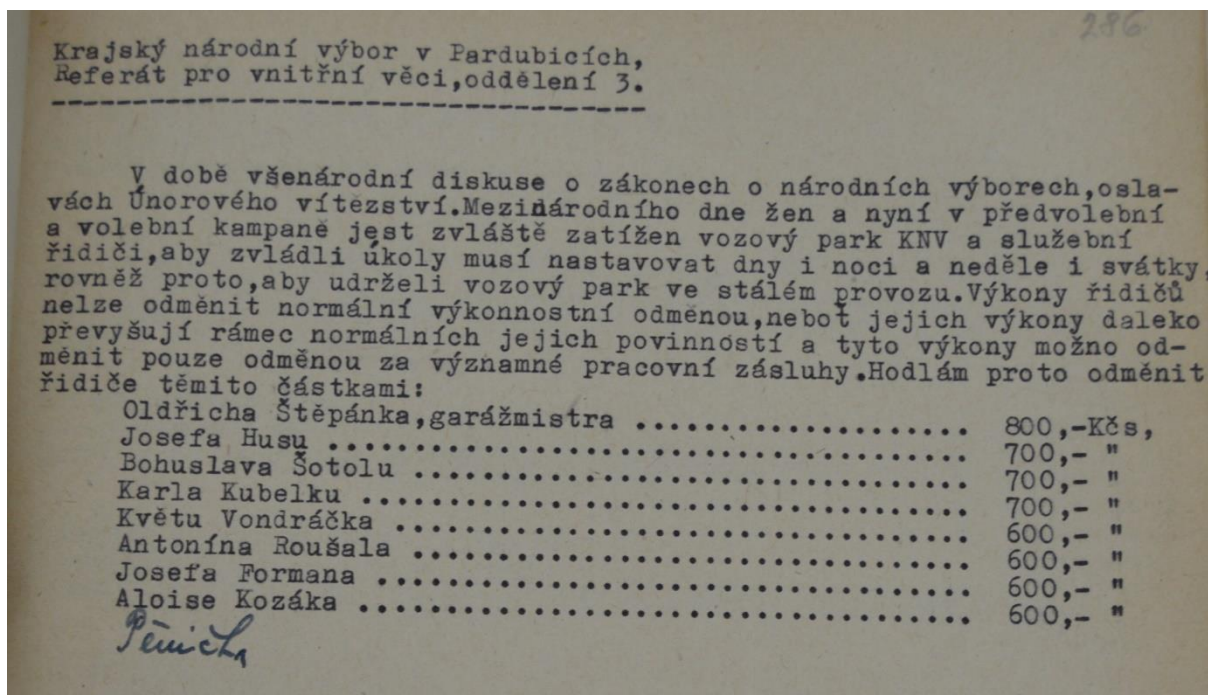 286
Krajský národní výbor v Pardubicích,
Referát pro vnitřní věci,oddělení 3.
-------------------------------------
V době všenárodní diskuse o zákonech o národních výborech,osla-
vách Únorového vítězství.Mezinárodního dne žen a nyní v předvolební
a volební kampaně jest zvláště zatížen vozový park KNV a služební
řidiči,aby zvládli úkoly musí nastavovat dny i noci a neděle i svátky,
rovněž proto,aby udrželi vozový park ve stálém provozu.Výkony řidičů
nelze odměnit normální výkonnostní odměnou,neboť jejich výkony daleko
převyšují rámec normálních jejich povinností a tyto výkony možno od-
měnit pouze odměnou za významné pracovní zásluhy.Hodlám proto odměnit
řidiče těmito částkami:
Oldřicha Štěpánka,garážmistra ................... 800,-Kčs,
Josefa Husu ..................................... 700,- "
Bohuslava Šotolu ................................ 700,- "
Karla Kubelku ................................... 700,- "
Květu Vondráčka ................................. 600,- "
Antonína Roušala ................................ 600,- "
Josefa Formana .................................. 600,- "
Aloise Kozáka ................................... 600,- "
Pěnička